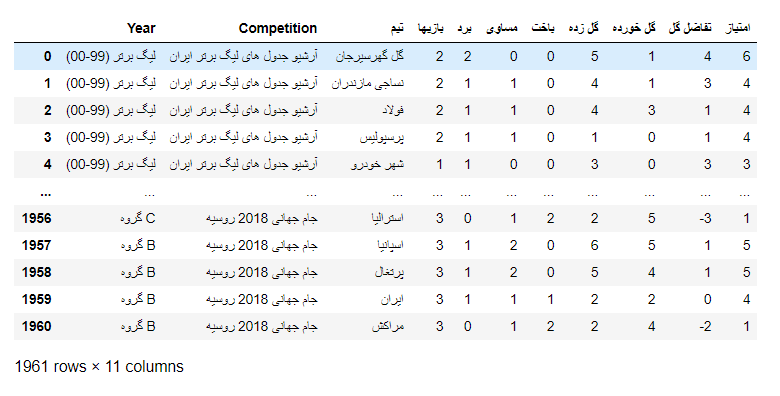 Year Competition تیم بازیها برد مساوی باخت گل زده گل خورده تفاضل گل امتیاز
0 لیگ برتر (99-00) آرشیو جدول های لیگ برتر ایران گل گهرسیرجان 2 2 0 0 5 1 4 6
1 لیگ برتر (99-00) آرشیو جدول های لیگ برتر ایران نساجی مازندران 2 1 1 0 4 1 3 4
2 لیگ برتر (99-00) آرشیو جدول های لیگ برتر ایران فولاد 2 1 1 0 4 3 1 4
3 لیگ برتر (99-00) آرشیو جدول های لیگ برتر ایران پرسپولیس 2 1 1 0 1 0 1 4
4 لیگ برتر (99-00) آرشیو جدول های لیگ برتر ایران شهر خودرو 1 1 0 0 3 0 3 3
... ... ... ... ... ... ... ... ... ... ... ...
1956 گروه C جام جهانی 2018 روسیه استرالیا 3 0 1 2 2 5 -3 1
1957 گروه B جام جهانی 2018 روسیه اسپانیا 3 1 2 0 6 5 1 5
1958 گروه B جام جهانی 2018 روسیه پرتغال 3 1 2 0 5 4 1 5
1959 گروه B جام جهانی 2018 روسیه ایران 3 1 1 1 2 2 0 4
1960 گروه B جام جهانی 2018 روسیه مراکش 3 0 1 2 2 4 -2 1
1961 rows × 11 columns